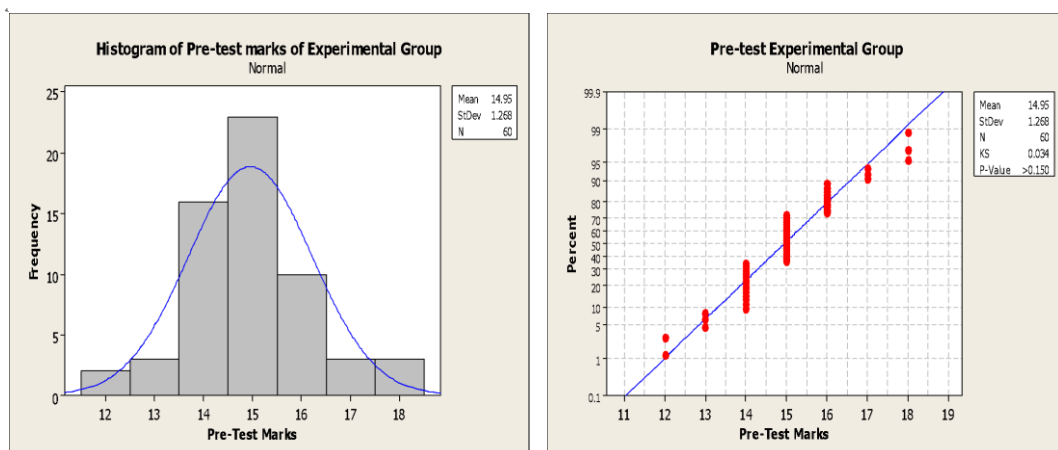 Histogram of Pre-test marks of Experimental Group
Normal
Mean 14.95
StDev 1.268
N 60
25
20
15
10
5
0
Frequency
12 13 14 15 16 17 18
Pre-Test Marks
Pre-test Experimental Group
Normal
Mean 14.95
StDev 1.268
N 60
KS 0.034
P-Value >0.150
99.9
99
95
90
80
70
60
50
40
30
20
10
5
1
0.1
Percent
11 12 13 14 15 16 17 18 19
Pre-Test Marks